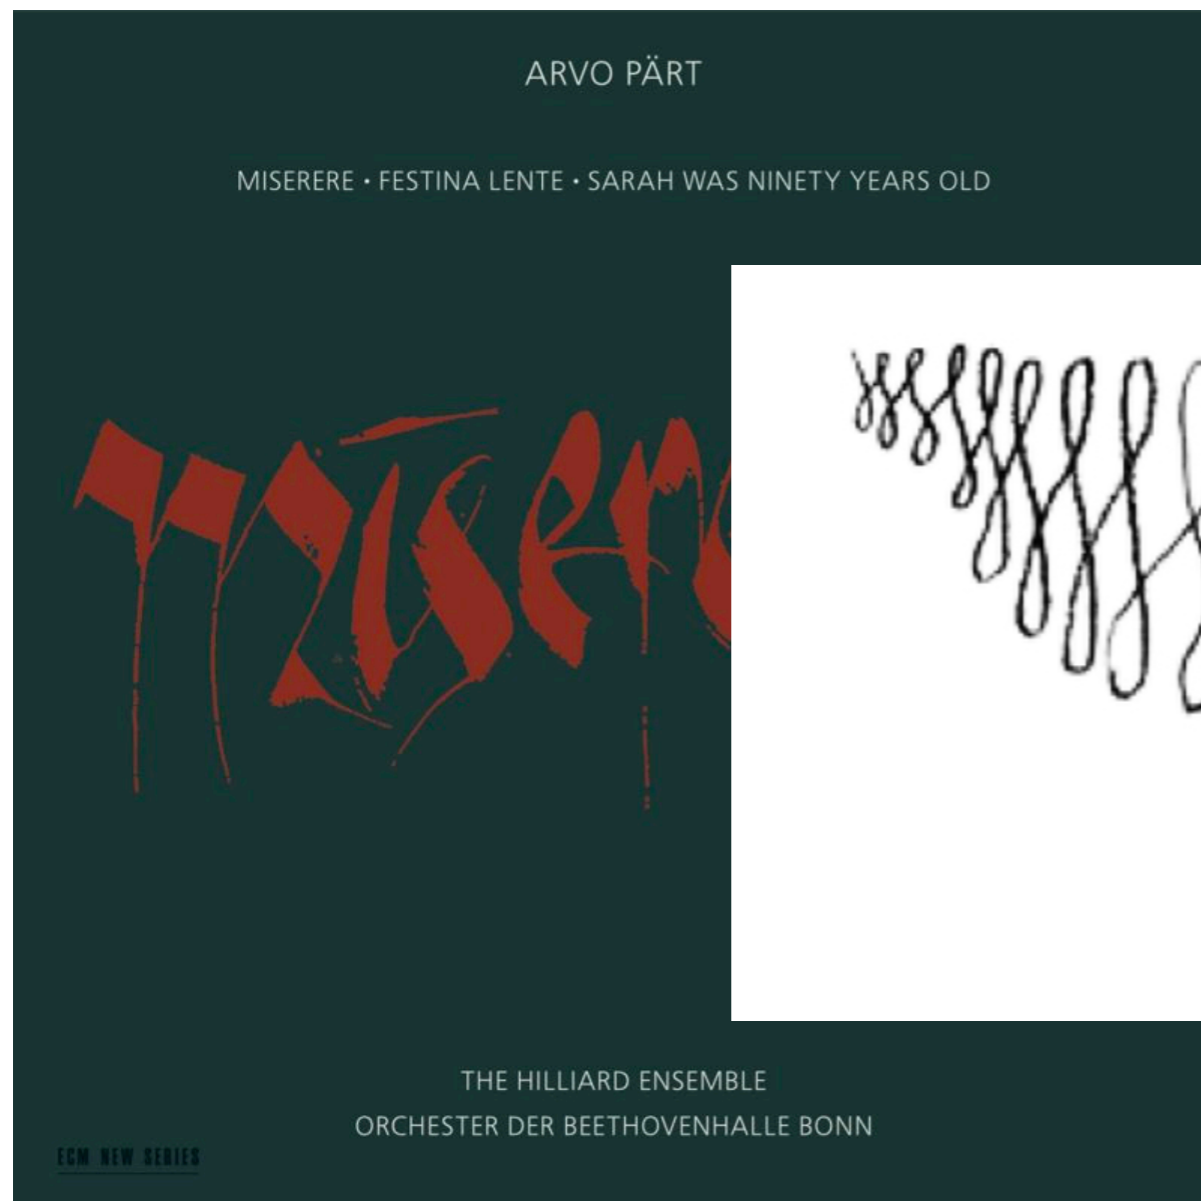 ARVO PÄRT
MISERERE • FESTINA LENTE • SARAH WAS NINETY YEARS OLD
THE HILLIARD ENSEMBLE
ORCHESTER DER BEETHOVENHALLE BONN
ECM NEW SERIES